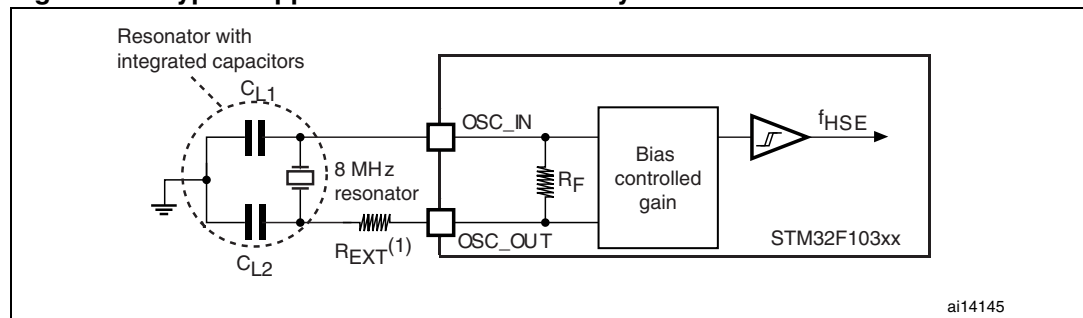 Resonator with
integrated capacitors
CL1
OSC_IN
fHSE
8 MHz
resonator
RF
Bias
controlled
gain
REXT(1)
OSC_OUT
STM32F103xx
CL2
ai14145